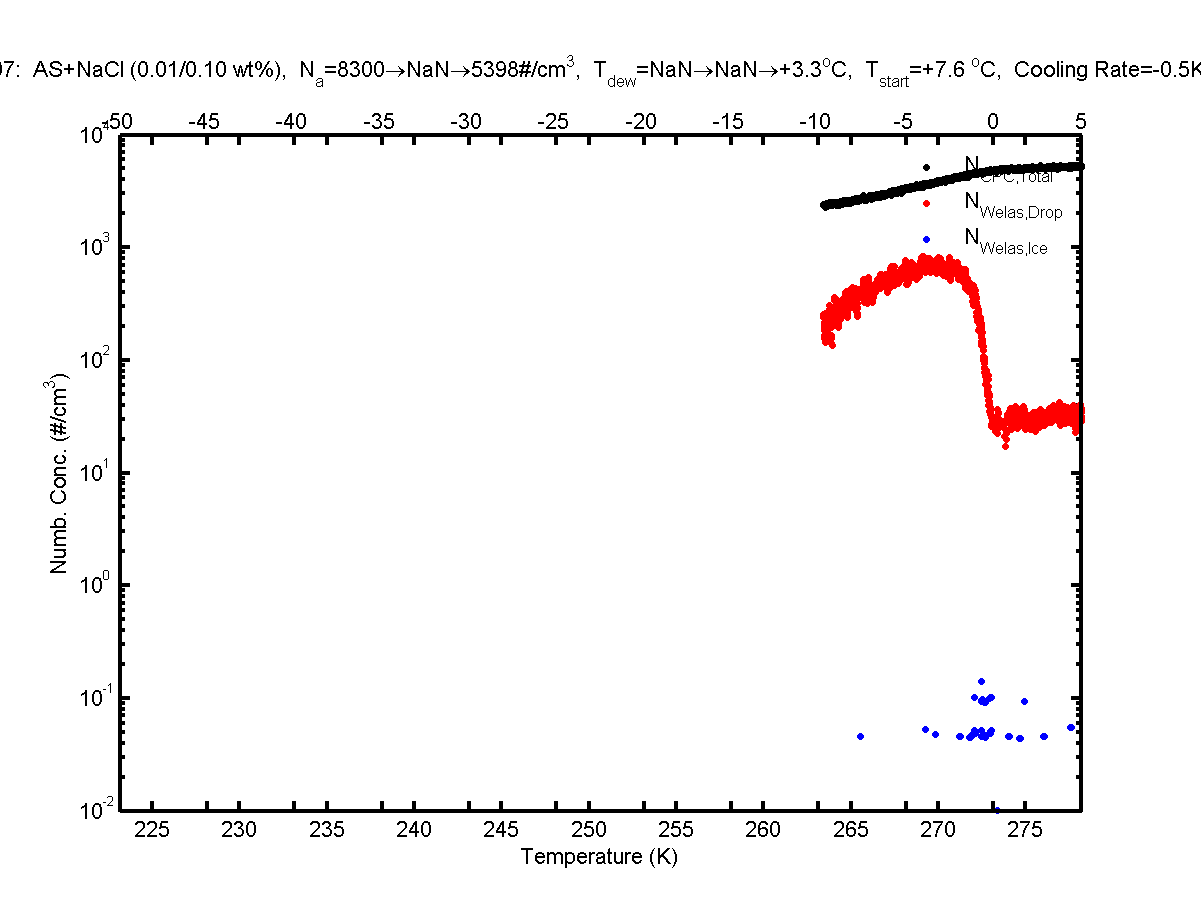 07: AS+NaCl (0.01/0.10 wt%), Na=8300→NaN→5398#/cm3, Tdew=NaN→NaN→+3.3oC, Tstart=+7.6 oC, Cooling Rate=-0.5K
-50 -45 -40 -35 -30 -25 -20 -15 -10 -5 0 5
104
NCPC,Total
NWelas,Drop
NWelas,Ice
103
102
101
100
10-1
10-2
Numb. Conc. (#/cm3)
225 230 235 240 245 250 255 260 265 270 275
Temperature (K)